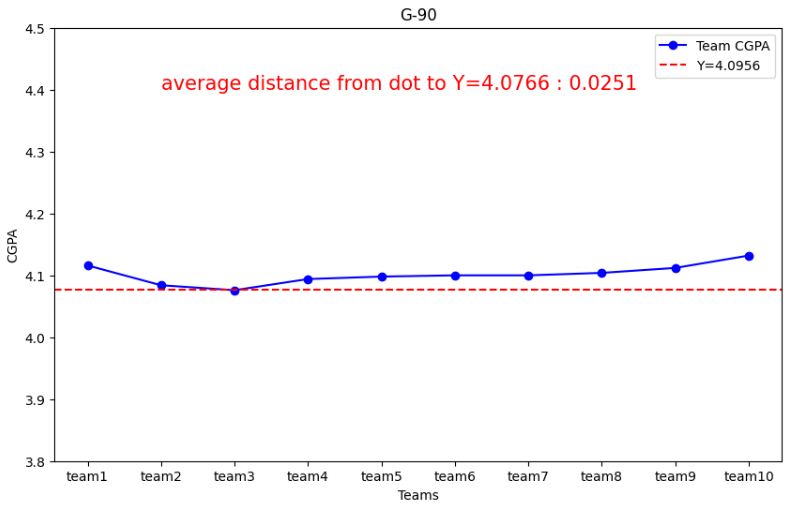 G-90
Team CGPA
Y=4.0956
average distance from dot to Y=4.0766 : 0.0251
CGPA
4.5
4.4
4.3
4.2
4.1
4.0
3.9
3.8
team1 team2 team3 team4 team5 team6 team7 team8 team9 team10
Teams